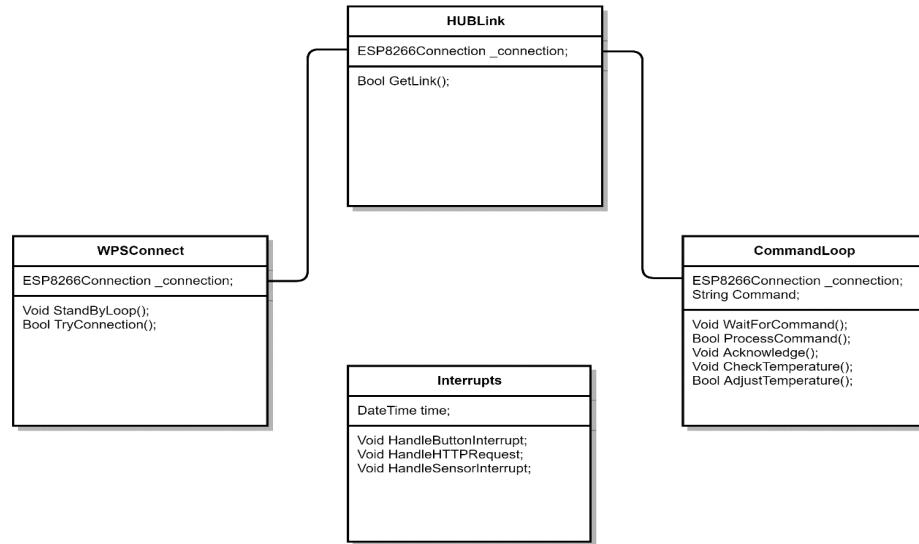 HUBLink
ESP8266Connection _connection;
Bool GetLink();
WPSConnect
ESP8266Connection _connection;
Void StandByLoop();
Bool TryConnection();
CommandLoop
ESP8266Connection _connection;
String Command;
Void WaitForCommand();
Bool ProcessCommand();
Void Acknowledge();
Void CheckTemperature();
Bool AdjustTemperature();
Interrupts
DateTime time;
Void HandleButtonInterrupt;
Void HandleHTTPRequest;
Void HandleSensorInterrupt;